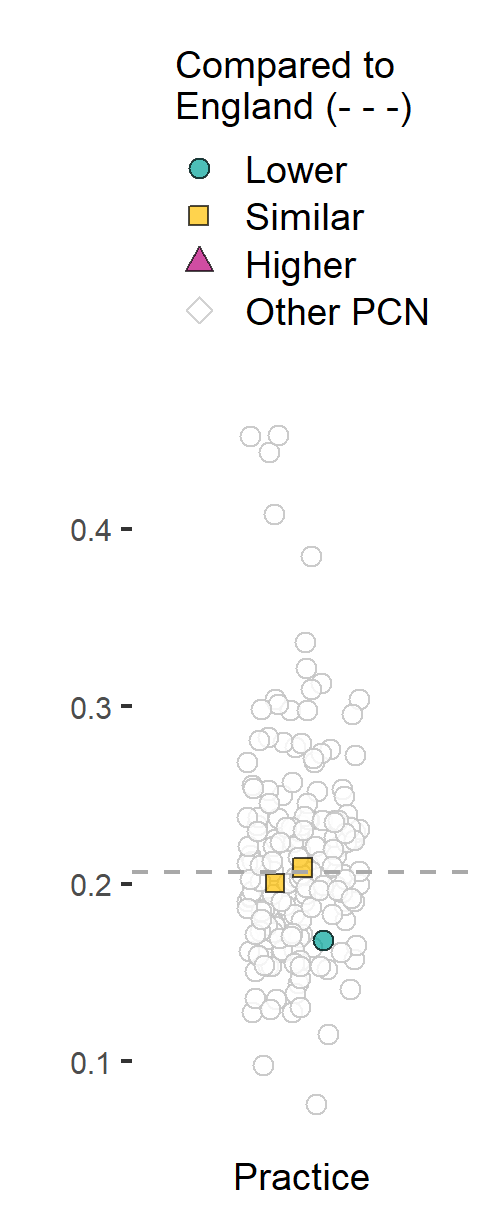 Compared to
England (- - -)
Lower
Similar
Higher
Other PCN
0.4
0.3
0.2
0.1
Practice